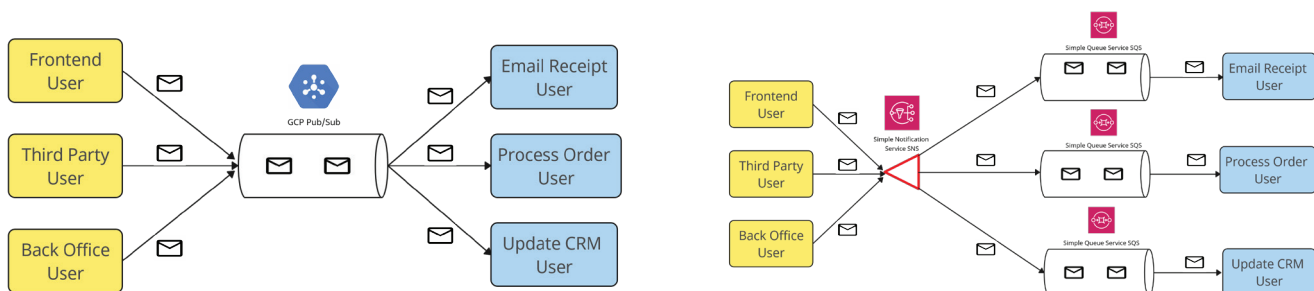 Frontend
User
Third Party
User
Back Office
User
GCP Pub/Sub
Email Receipt
User
Process Order
User
Update CRM
User
Frontend
User
Third Party
User
Back Office
User
Simple Notification
Service SNS
Simple Queue Service SQS
Simple Queue Service SQS
Simple Queue Service SQS
Email Receipt
User
Process Order
User
Update CRM
User